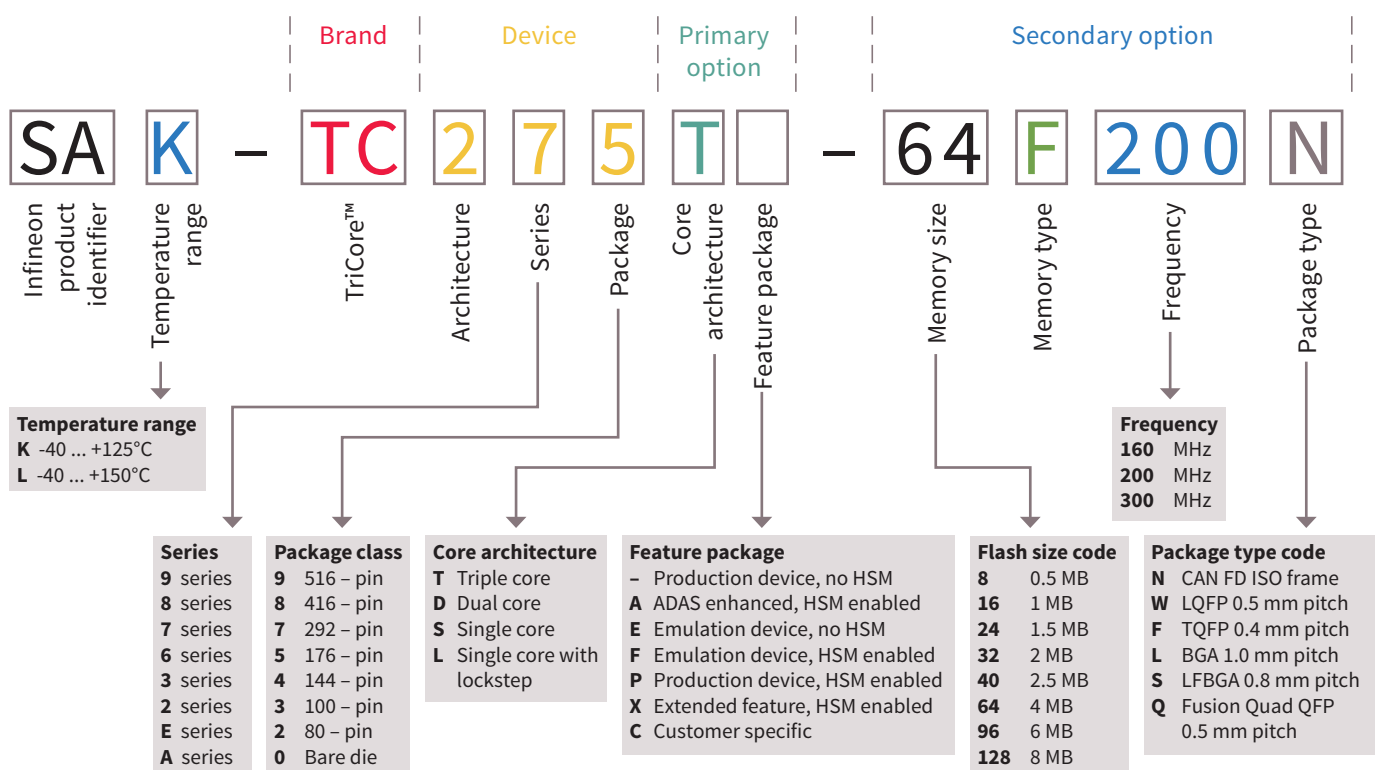 Brand
Device
Primary
option
Secondary option
SA K – TC 2 7 5 T – 64 F 200 N
Infineon
product
identifier
Temperature
range
TriCore™
Architecture
Series
Package
Core
architecture
Feature package
Memory size
Memory type
Frequency
Package type
Temperature range
K -40 ... +125°C
L -40 ... +150°C
Frequency
160 MHz
200 MHz
300 MHz
Series
9 series
8 series
7 series
6 series
3 series
2 series
E series
A series
Package class
9 516 – pin
8 416 – pin
7 292 – pin
5 176 – pin
4 144 – pin
3 100 – pin
2 80 – pin
0 Bare die
Core architecture
T Triple core
D Dual core
S Single core
L Single core with
lockstep
Feature package
– Production device, no HSM
A ADAS enhanced, HSM enabled
E Emulation device, no HSM
F Emulation device, HSM enabled
P Production device, HSM enabled
X Extended feature, HSM enabled
C Customer specific
Flash size code
8 0.5 MB
16 1 MB
24 1.5 MB
32 2 MB
40 2.5 MB
64 4 MB
96 6 MB
128 8 MB
Package type code
N CAN FD ISO frame
W LQFP 0.5 mm pitch
F TQFP 0.4 mm pitch
L BGA 1.0 mm pitch
S LFBGA 0.8 mm pitch
Q Fusion Quad QFP
0.5 mm pitch